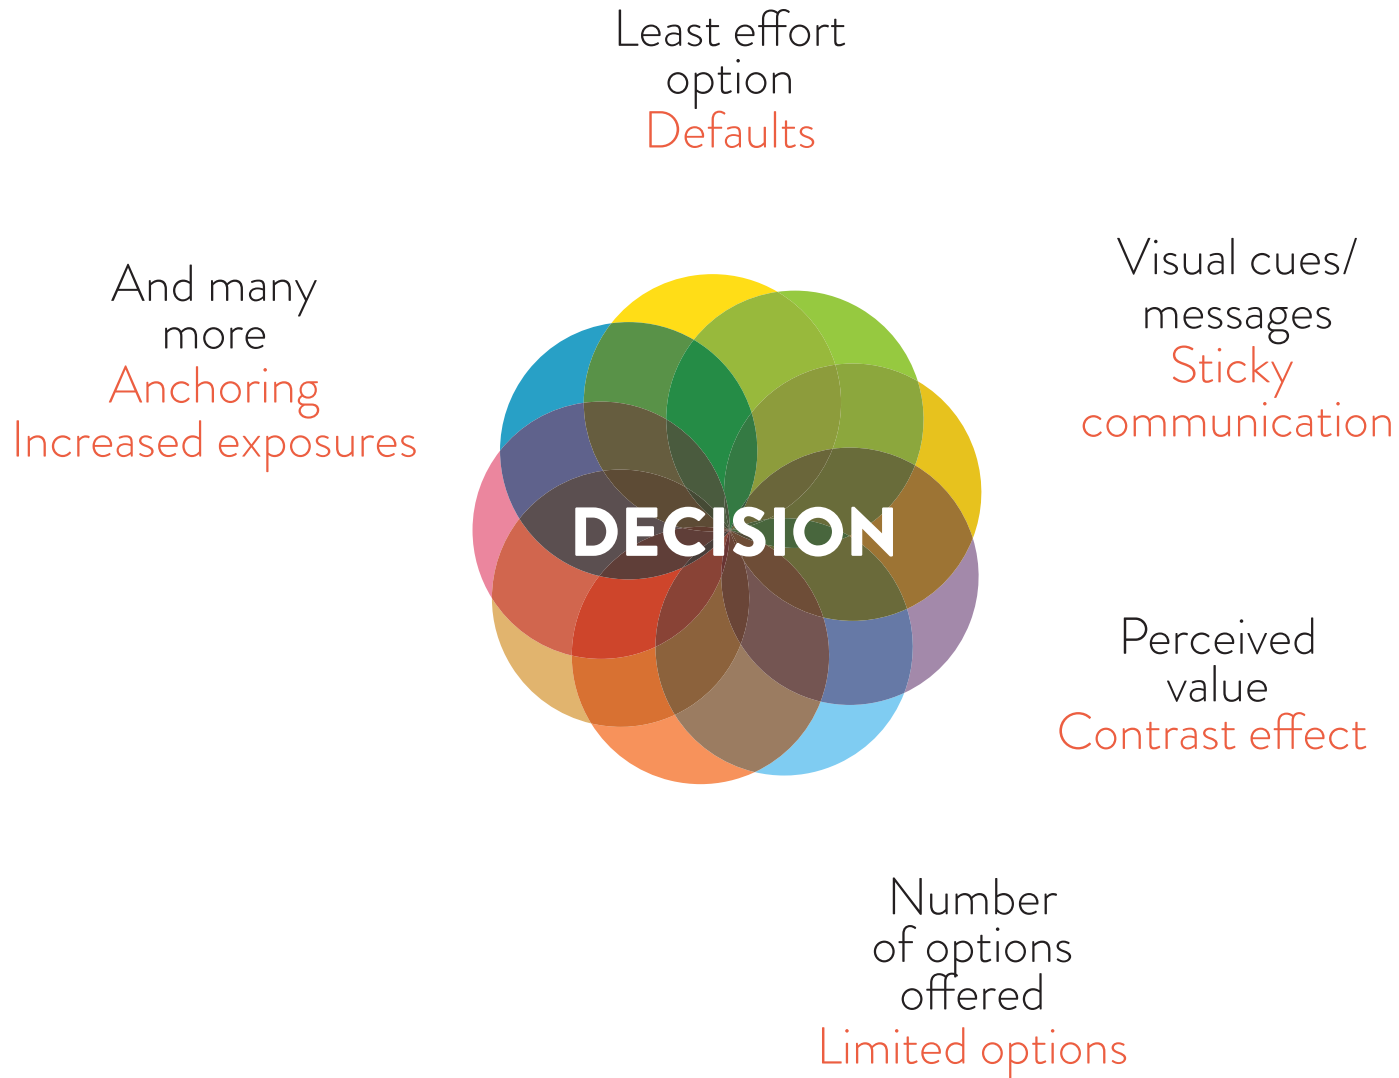 Least effort
option
Defaults
Visual cues/
messages
Sticky
communication
And many
more
Anchoring
Increased exposures
DECISION
Perceived
value
Contrast effect
Number
of options
offered
Limited options